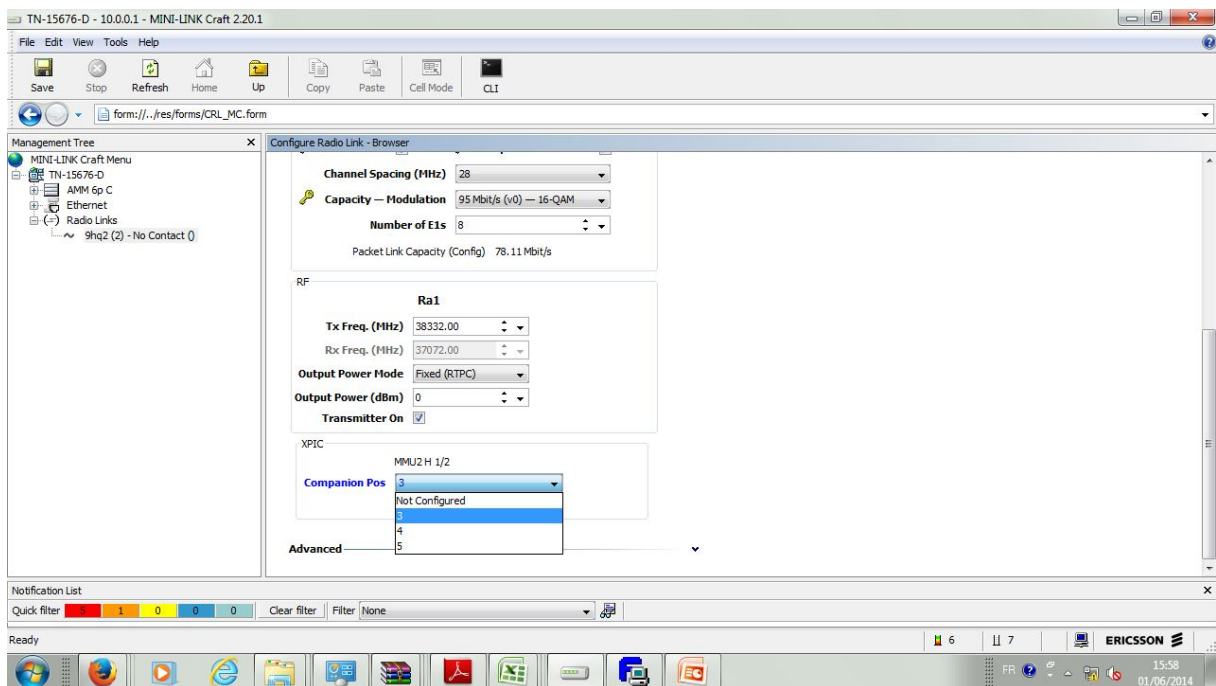 TN-15676-D - 10.0.0.1 - MINI-LINK Craft 2.20.1
File Edit View Tools Help
Save Stop Refresh Home Up Copy Paste Cell Mode CLI
form://../res/forms/CRL_MC.form
Management Tree
MINI-LINK Craft Menu
TN-15676-D
AMM 6p C
Ethernet
Radio Links
9hq2 (2) - No Contact ()
Configure Radio Link - Browser
Channel Spacing (MHz) 28
Capacity — Modulation 95 Mbit/s (v0) — 16-QAM
Number of E1s 8
Packet Link Capacity (Config) 78.11 Mbit/s
RF
Ra1
Tx Freq. (MHz) 38332.00
Rx Freq. (MHz) 37072.00
Output Power Mode Fixed (RTPC)
Output Power (dBm) 0
Transmitter On
XPIC
MMU2 H 1/2
Companion Pos 3
Not Configured
3
4
5
Advanced
Notification List
Quick filter 5 1 0 0 0 Clear filter Filter None
Ready 6 7 ERICSSON
FR 15:58
01/06/2014